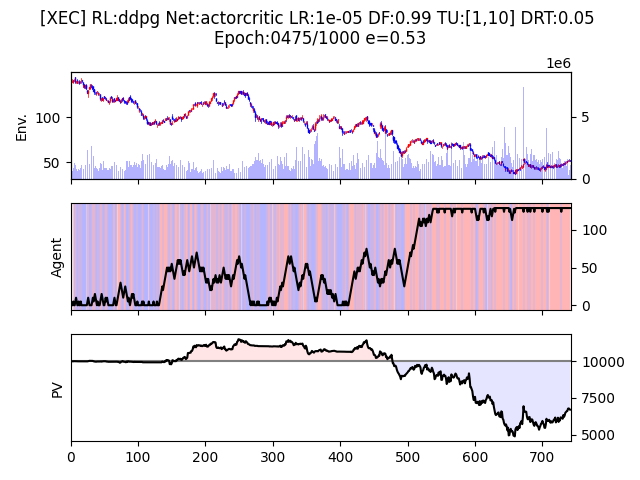 [XEC] RL:ddpg Net:actorcritic LR:1e-05 DF:0.99 TU:[1,10] DRT:0.05
Epoch:0475/1000 e=0.53
1e6
Env.
100
50
5
0
Agent
100
50
0
PV
10000
7500
5000
0 100 200 300 400 500 600 700